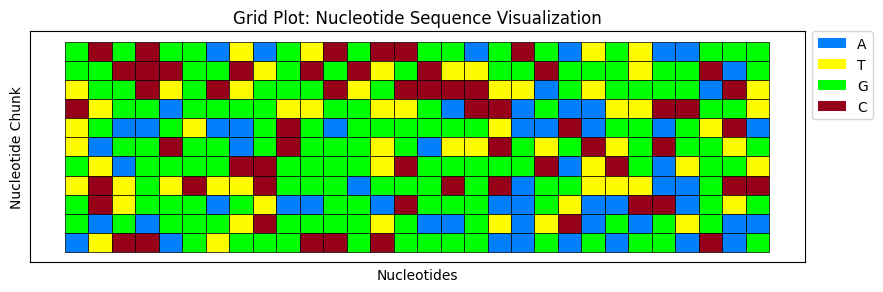 Grid Plot: Nucleotide Sequence Visualization
A
T
G
C
Nucleotide Chunk
Nucleotides